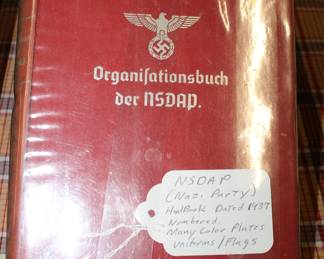 Organiſationsbuch
der NSDAP.
NSDAP
(Nazi Party)
HandBook Dated 1937
Numbered.
Many Color Plates
Uniforms/Flags